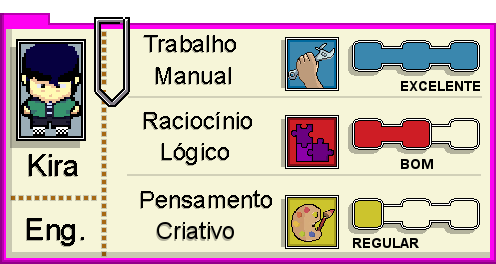 Kira
Eng.
Trabalho
Manual
EXCELENTE
Raciocínio
Lógico
BOM
Pensamento
Criativo
REGULAR